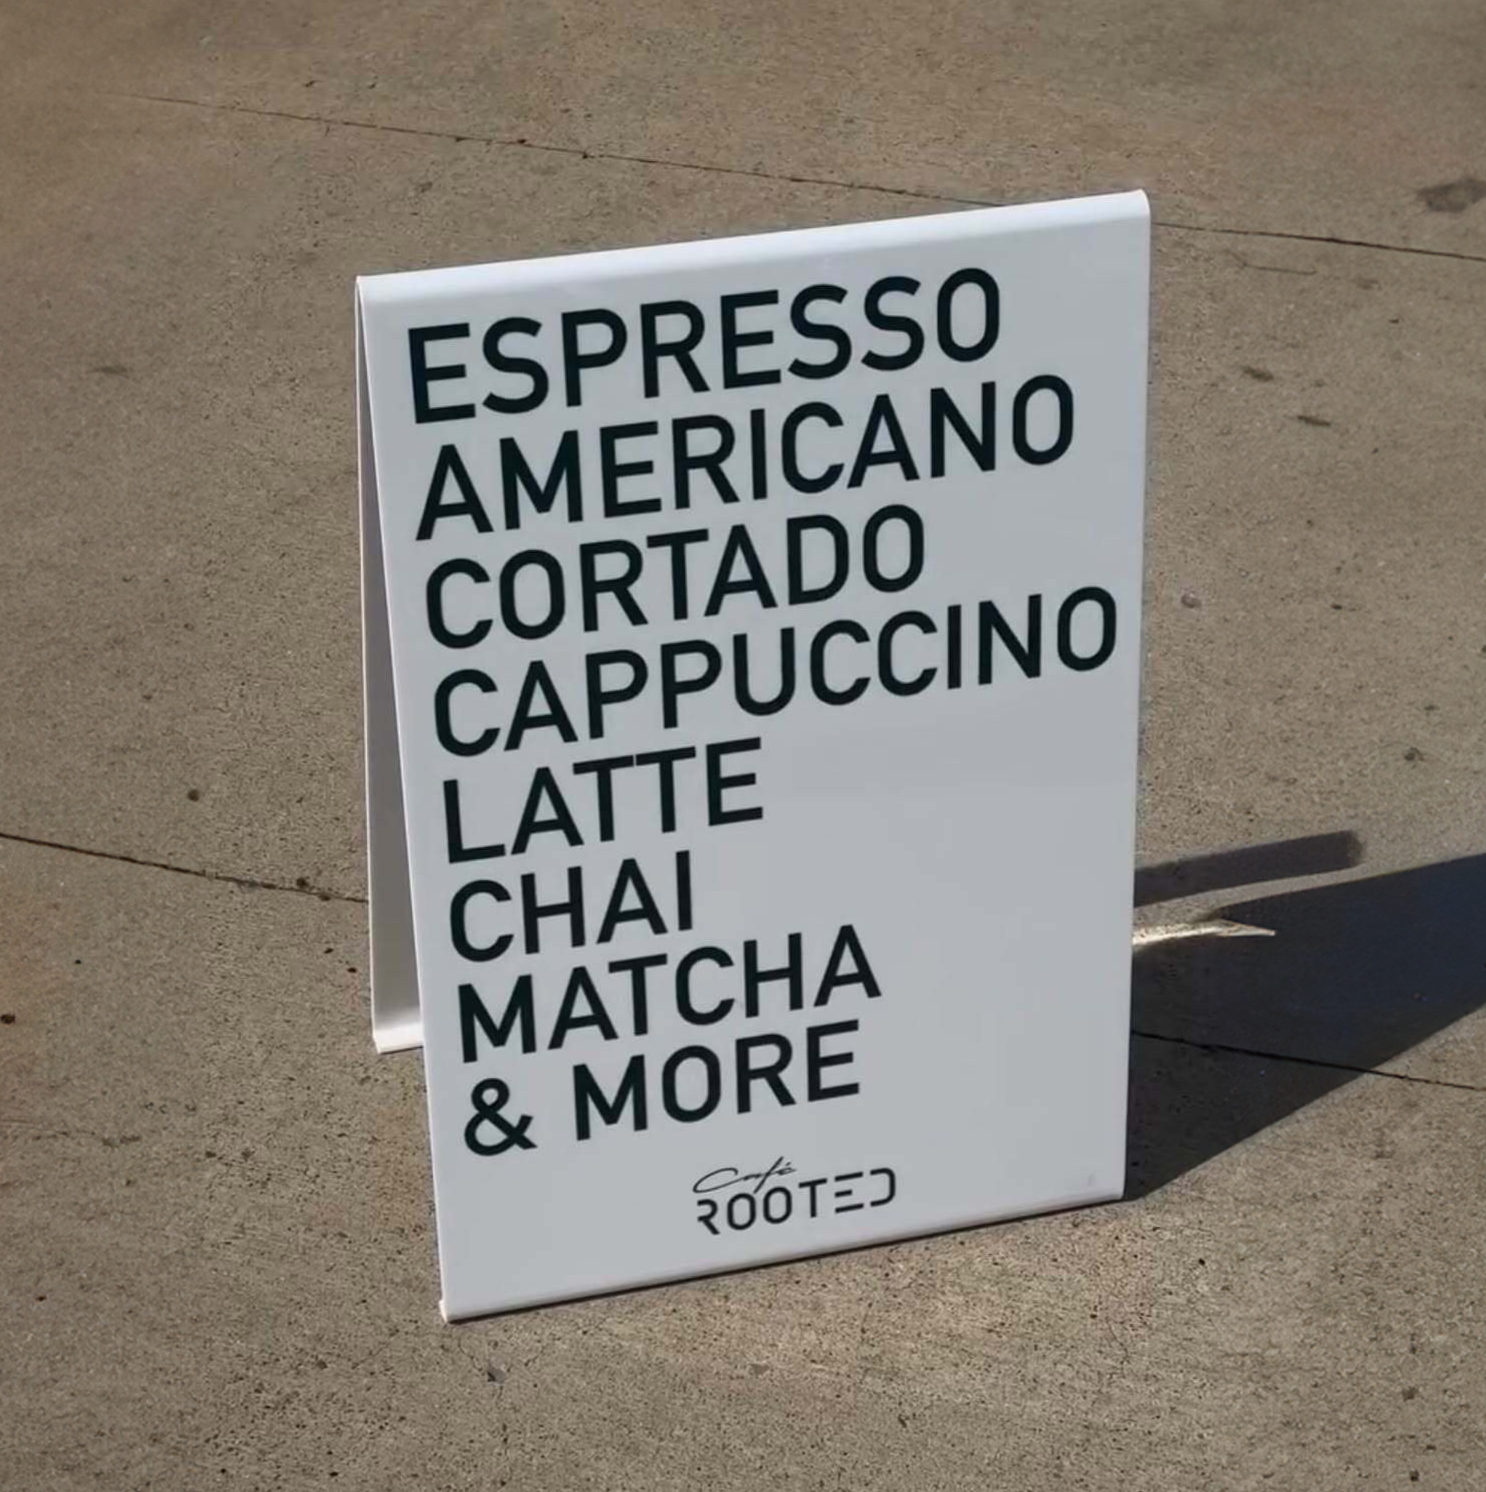 ESPRESSO
AMERICANO
CORTADO
CAPPUCCINO
LATTE
CHAI
MATCHA
& MORE
Café
ROOTED